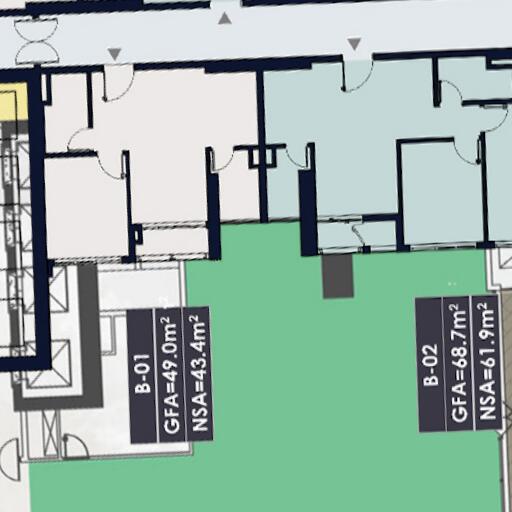 B-01
GFA=49.0m²
NSA=43.4m²
B-02
GFA=68.7m²
NSA=61.9m²